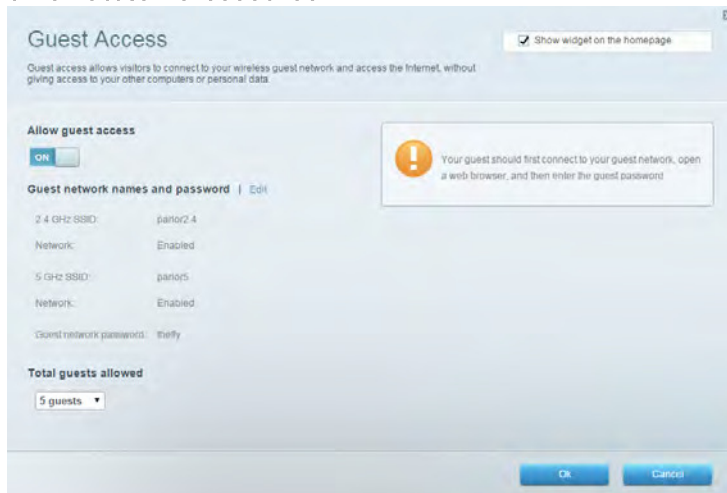 Guest Access
Show widget on the homepage
Guest access allows visitors to connect to your wireless guest network and access the Internet, without
giving access to your other computers or personal data
Allow guest access
ON
Your guest should first connect to your guest network, open
a web browser, and then enter the guest password
Guest network names and password | Edit
2.4 GHz SSID: parlor2.4
Network: Enabled
5 GHz SSID: parlor5
Network: Enabled
Guest network password: thefly
Total guests allowed
5 guests
Ok Cancel